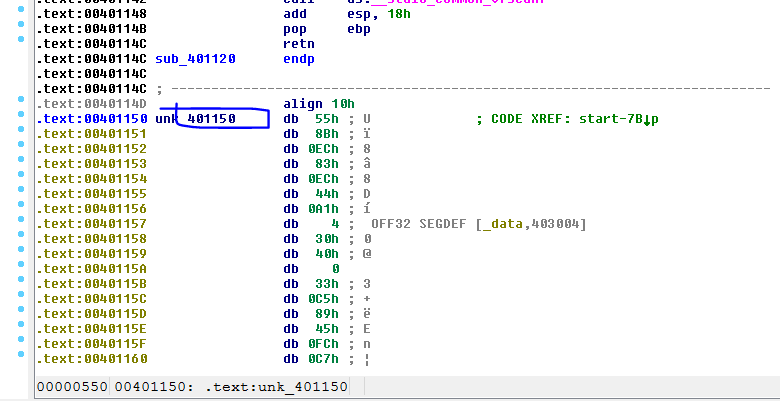 .text:00401148 add esp, 18h
.text:0040114B pop ebp
.text:0040114C retn
.text:0040114C sub_401120 endp
.text:0040114C
.text:0040114C ; ---------------------------------------------------------------------------
.text:0040114D align 10h
.text:00401150 unk_401150 db 55h ; U ; CODE XREF: start-7B↓p
.text:00401151 db 8Bh ; ï
.text:00401152 db 0ECh ; 8
.text:00401153 db 83h ; â
.text:00401154 db 0ECh ; 8
.text:00401155 db 44h ; D
.text:00401156 db 0A1h ; í
.text:00401157 db 4 ; OFF32 SEGDEF [_data,403004]
.text:00401158 db 30h ; 0
.text:00401159 db 40h ; @
.text:0040115A db 0
.text:0040115B db 33h ; 3
.text:0040115C db 0C5h ; +
.text:0040115D db 89h ; ë
.text:0040115E db 45h ; E
.text:0040115F db 0FCh ; n
.text:00401160 db 0C7h ; ¦
00000550 00401150: .text:unk_401150